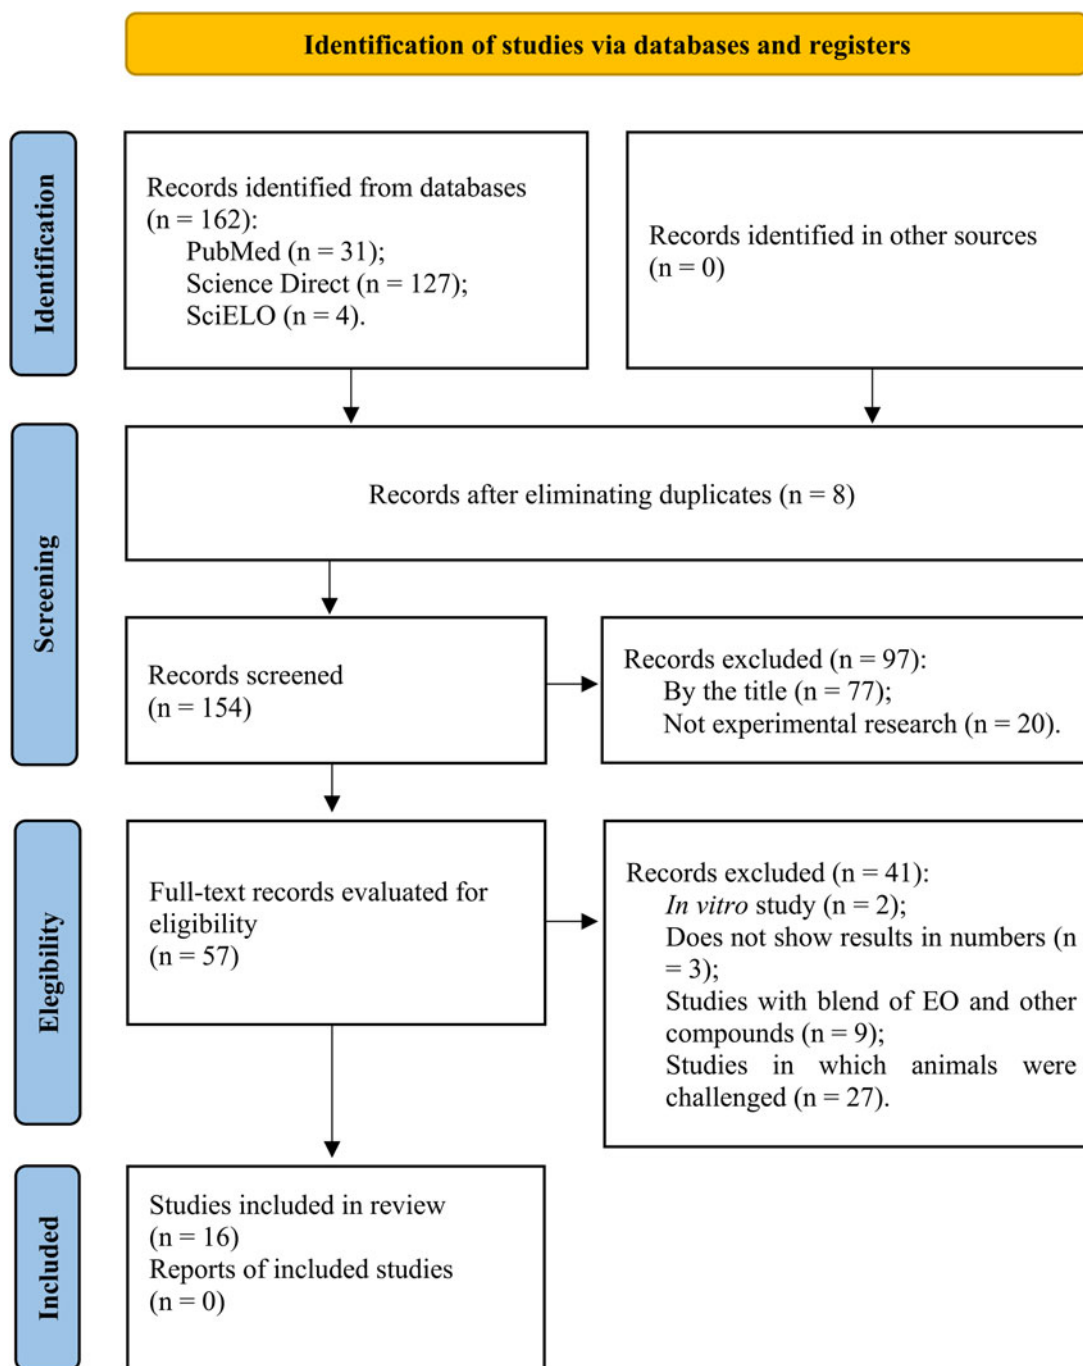 Identification of studies via databases and registers
Identification
Records identified from databases
(n = 162):
PubMed (n = 31);
Science Direct (n = 127);
SciELO (n = 4).
Records identified in other sources
(n = 0)
Screening
Records after eliminating duplicates (n = 8)
Records screened
(n = 154)
Records excluded (n = 97):
By the title (n = 77);
Not experimental research (n = 20).
Elegibility
Full-text records evaluated for
eligibility
(n = 57)
Records excluded (n = 41):
In vitro study (n = 2);
Does not show results in numbers (n
= 3);
Studies with blend of EO and other
compounds (n = 9);
Studies in which animals were
challenged (n = 27).
Included
Studies included in review
(n = 16)
Reports of included studies
(n = 0)